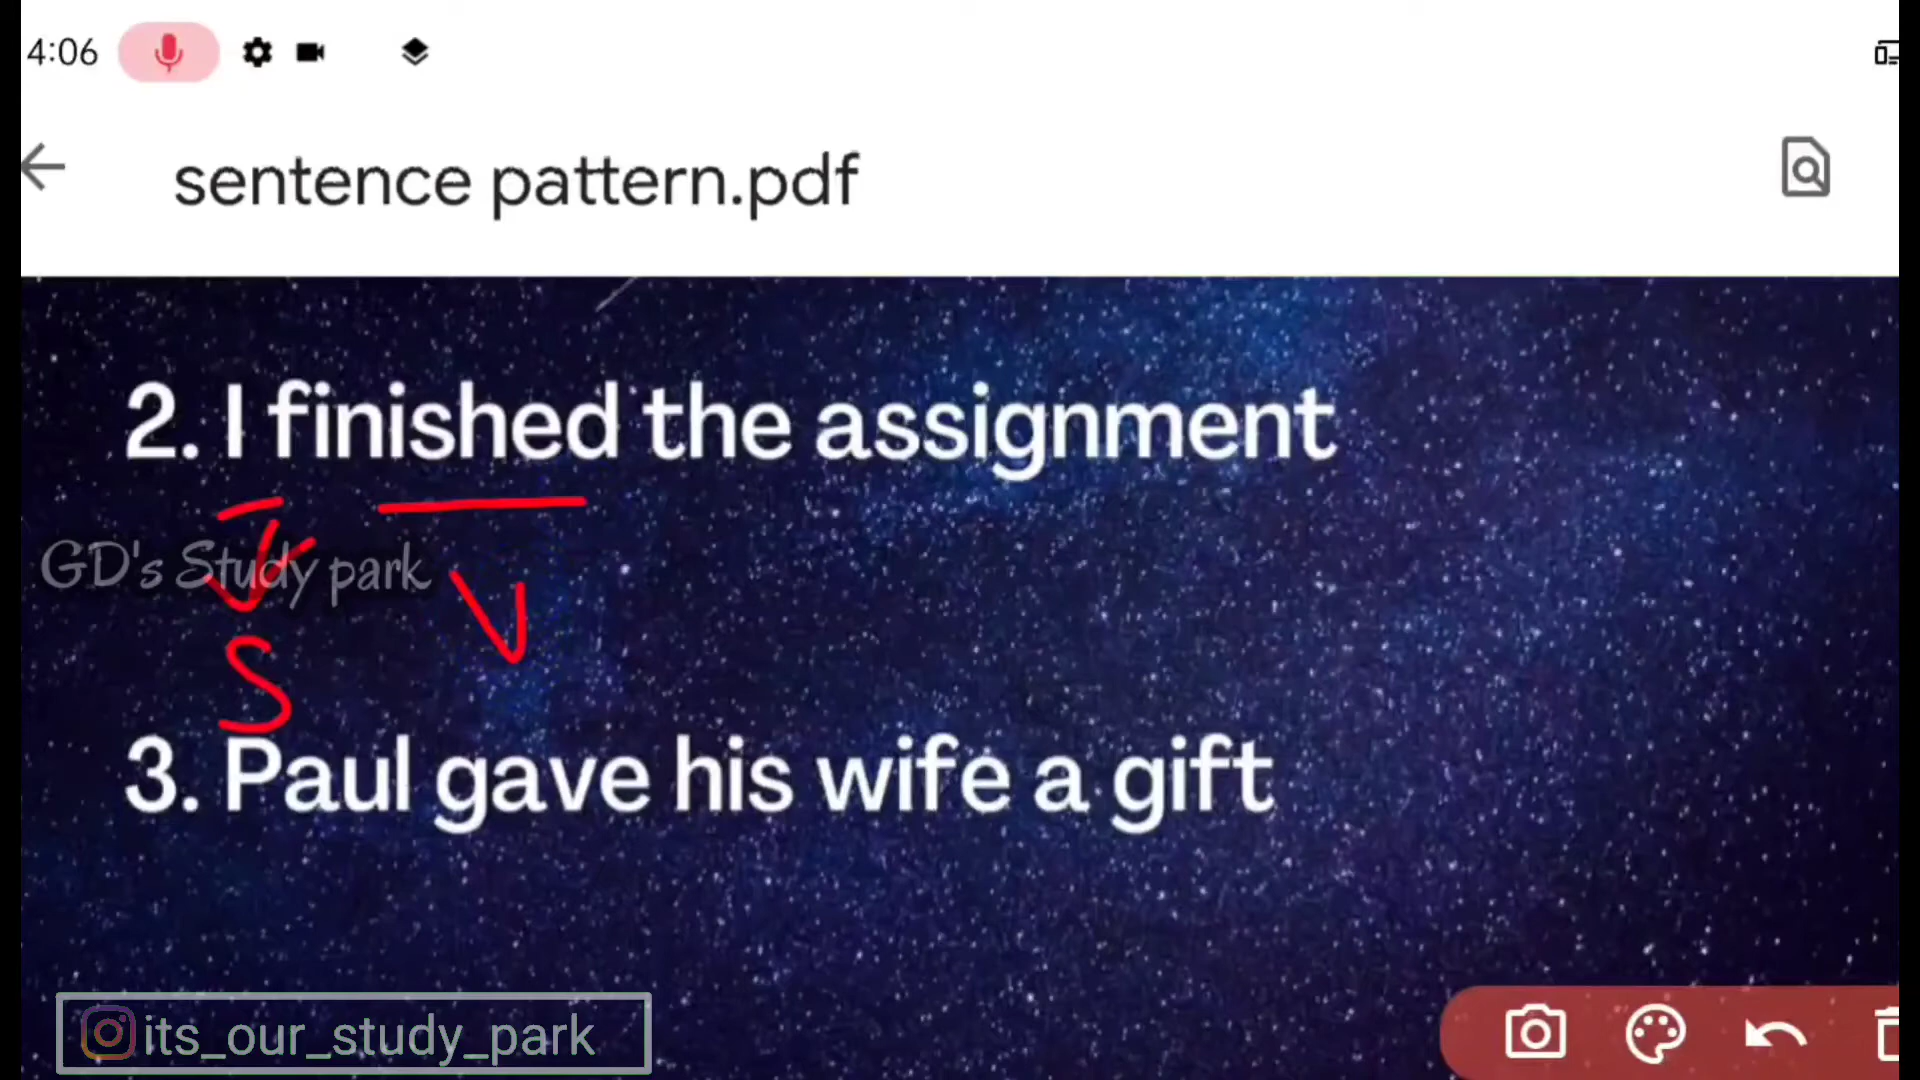 4:06
sentence pattern.pdf
2. I finished the assignment
GD's Study park
S
V
3. Paul gave his wife a gift
its_our_study_park